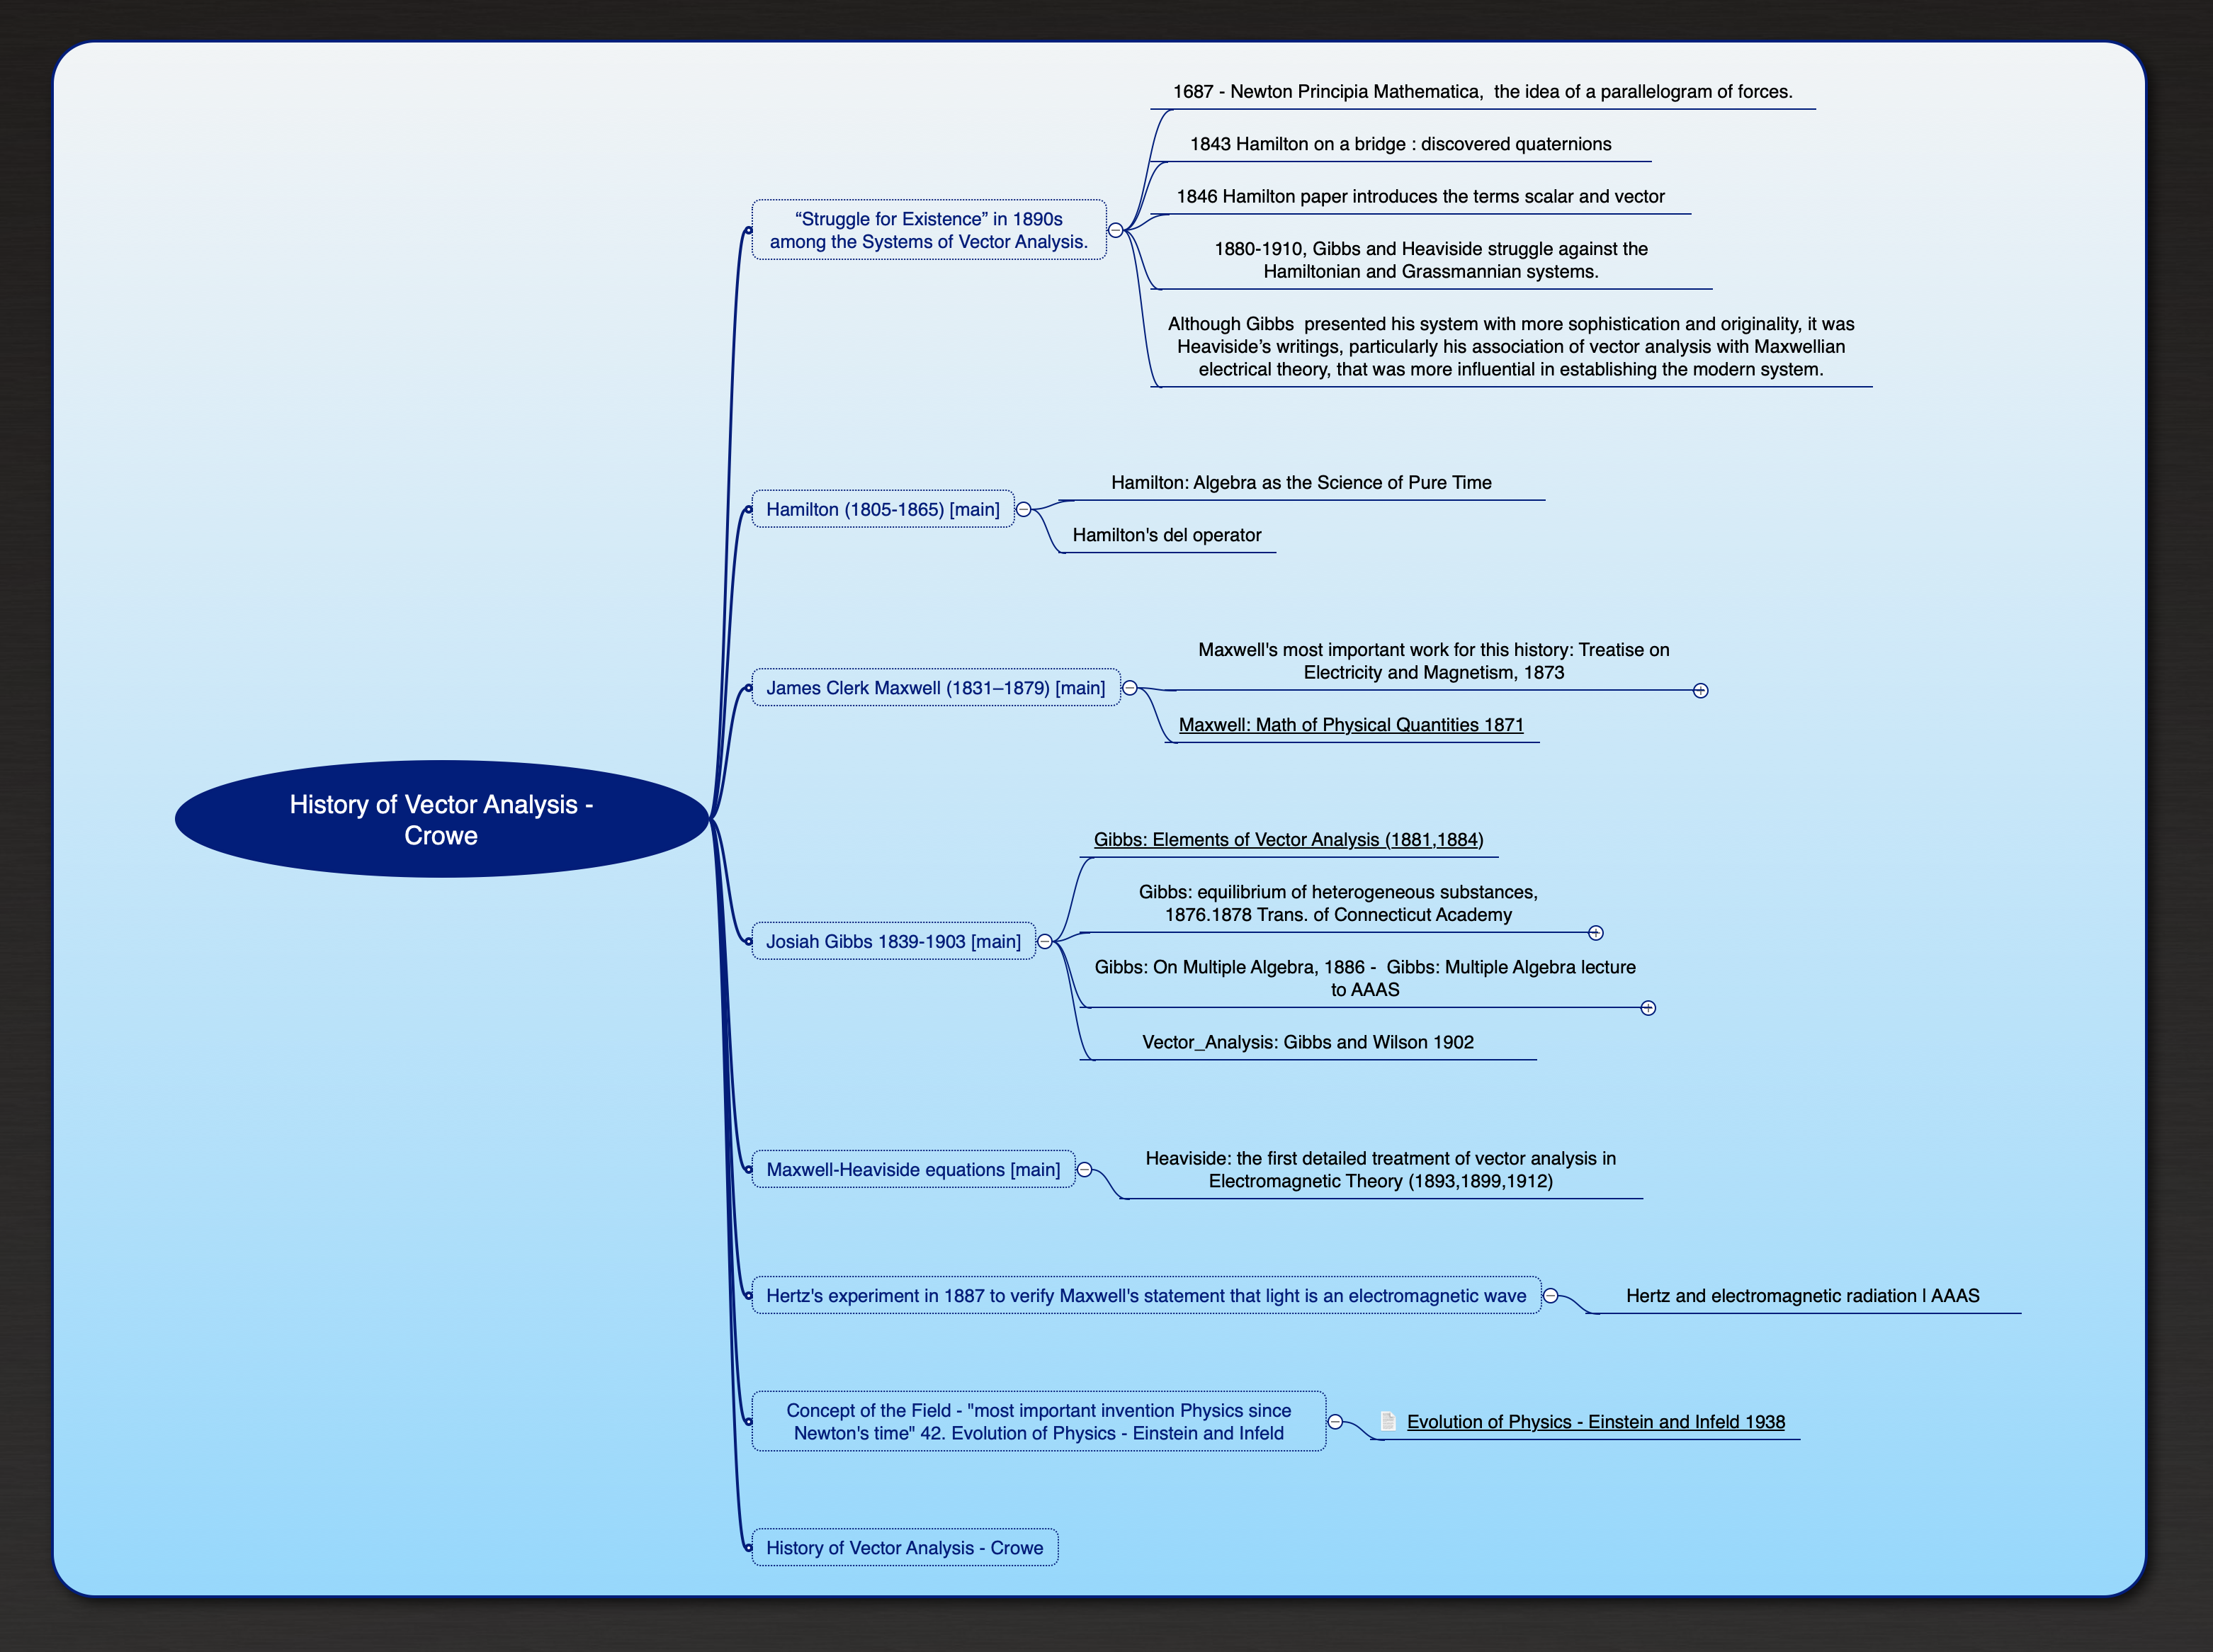 History of Vector Analysis -
Crowe
“Struggle for Existence” in 1890s
among the Systems of Vector Analysis.
1687 - Newton Principia Mathematica,  the idea of a parallelogram of forces.
1843 Hamilton on a bridge : discovered quaternions
1846 Hamilton paper introduces the terms scalar and vector
1880-1910, Gibbs and Heaviside struggle against the
Hamiltonian and Grassmannian systems.
Although Gibbs  presented his system with more sophistication and originality, it was
Heaviside’s writings, particularly his association of vector analysis with Maxwellian
electrical theory, that was more influential in establishing the modern system.
Hamilton (1805-1865) [main]
Hamilton: Algebra as the Science of Pure Time
Hamilton's del operator
James Clerk Maxwell (1831–1879) [main]
Maxwell's most important work for this history: Treatise on
Electricity and Magnetism, 1873
Maxwell: Math of Physical Quantities 1871
Josiah Gibbs 1839-1903 [main]
Gibbs: Elements of Vector Analysis (1881,1884)
Gibbs: equilibrium of heterogeneous substances,
1876.1878 Trans. of Connecticut Academy
Gibbs: On Multiple Algebra, 1886 -  Gibbs: Multiple Algebra lecture
to AAAS
Vector_Analysis: Gibbs and Wilson 1902
Maxwell-Heaviside equations [main]
Heaviside: the first detailed treatment of vector analysis in
Electromagnetic Theory (1893,1899,1912)
Hertz's experiment in 1887 to verify Maxwell's statement that light is an electromagnetic wave
Hertz and electromagnetic radiation | AAAS
Concept of the Field - "most important invention Physics since
Newton's time" 42. Evolution of Physics - Einstein and Infeld
Evolution of Physics - Einstein and Infeld 1938
History of Vector Analysis - Crowe